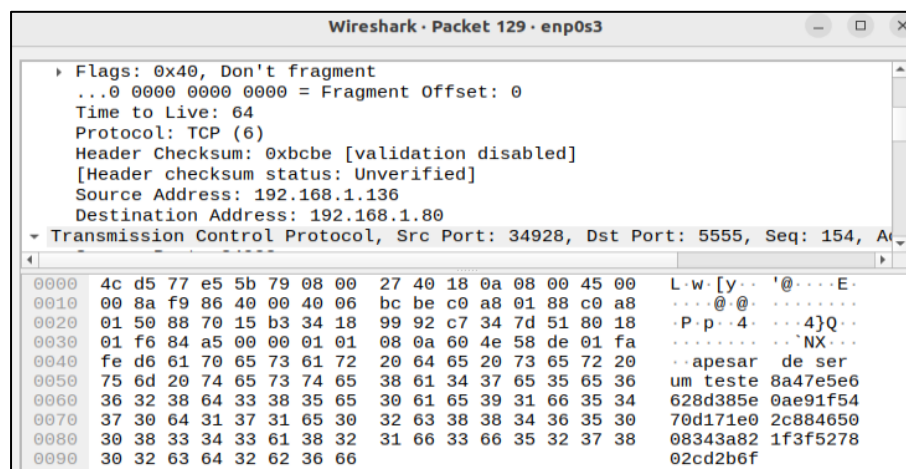 Wireshark · Packet 129 · enp0s3
▸ Flags: 0x40, Don't fragment
...0 0000 0000 0000 = Fragment Offset: 0
Time to Live: 64
Protocol: TCP (6)
Header Checksum: 0xbcbe [validation disabled]
[Header checksum status: Unverified]
Source Address: 192.168.1.136
Destination Address: 192.168.1.80
▾ Transmission Control Protocol, Src Port: 34928, Dst Port: 5555, Seq: 154,
0000 4c d5 77 e5 5b 79 08 00 27 40 18 0a 08 00 45 00 L·w·[y·· '@····E·
0010 00 8a f9 86 40 00 40 06 bc be c0 a8 01 88 c0 a8 ····@·@· ········
0020 01 50 88 70 15 b3 34 18 99 92 c7 34 7d 51 80 18 ·P·p··4· ···4}Q··
0030 01 f6 84 a5 00 00 01 01 08 0a 60 4e 58 de 01 fa ········ ··`NX···
0040 fe d6 61 70 65 73 61 72 20 64 65 20 73 65 72 20 ··apesar de ser
0050 75 6d 20 74 65 73 74 65 38 61 34 37 65 35 65 36 um teste 8a47e5e6
0060 36 32 38 64 33 38 35 65 30 61 65 39 31 66 35 34 628d385e 0ae91f54
0070 37 30 64 31 37 31 65 30 32 63 38 38 34 36 35 30 70d171e0 2c884650
0080 30 38 33 34 33 61 38 32 31 66 33 66 35 32 37 38 08343a82 1f3f5278
0090 30 32 63 64 32 62 36 66 02cd2b6f